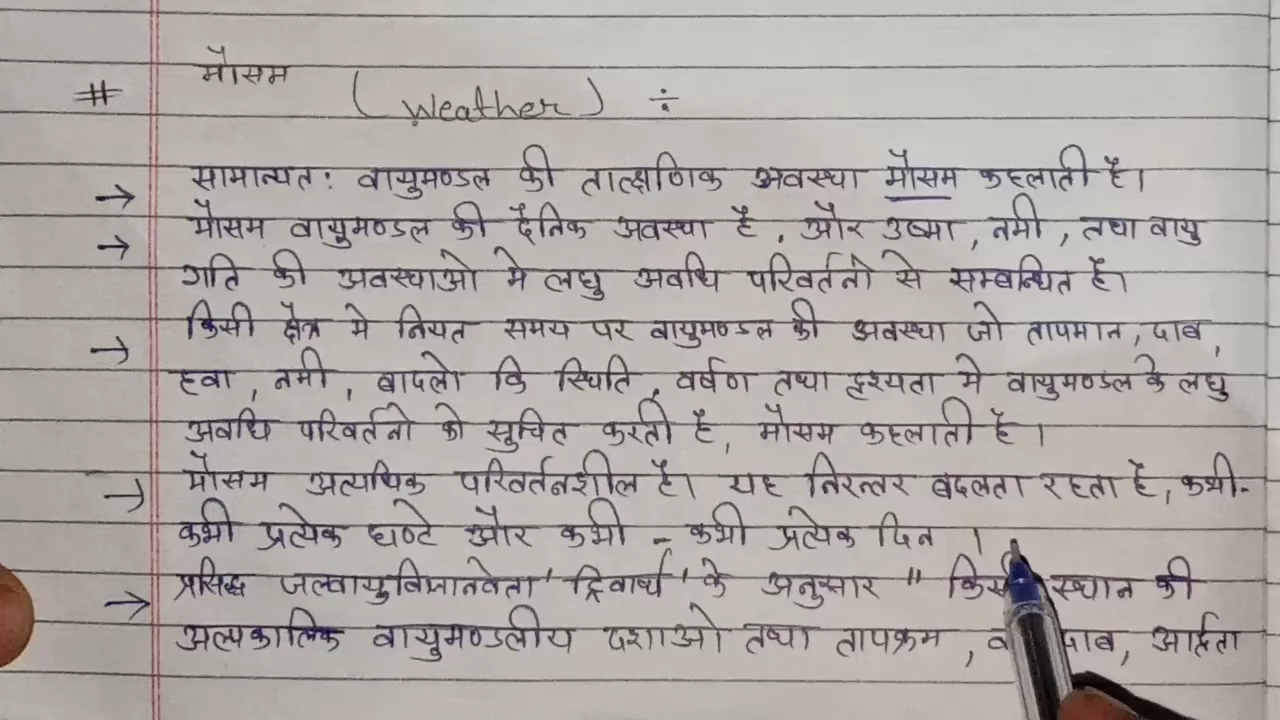 # मौसम (Weather) ÷
→ सामान्यत: वायुमण्डल की तात्क्षणिक अवस्था मौसम कहलाती है।
→ मौसम वायुमण्डल की दैनिक अवस्था है, और उष्मा, नमी, तथा वायु
गति की अवस्थाओ मे लघु अवधि परिवर्तनो से सम्बन्धित है।
→ किसी क्षेत्र मे नियत समय पर वायुमण्डल की अवस्था जो तापमान, दाब,
हवा, नमी, बादलो कि स्थिति, वर्षण तथा दृश्यता मे वायुमण्डल के लघु
अवधि परिवर्तनो को सुचित करती है, मौसम कहलाती है।
→ मौसम अत्यधिक परिवर्तनशील है। यह निरन्तर बदलता रहता है, कभी-
कभी प्रत्येक घण्टे और कभी - कभी प्रत्येक दिन ।
→ प्रसिद्ध जलवायुविज्ञानवेता 'ट्रिवार्था' के अनुसार " किसी स्थान की
अल्पकालिक वायुमण्डलीय दशाओ तथा तापक्रम, दाब, आर्द्रता